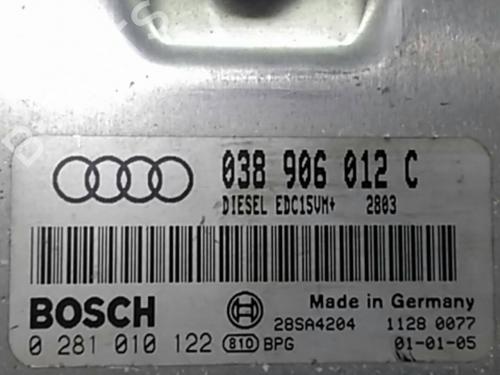 038 906 012 C
DIESEL EDC15VM+ 2803
BOSCH
Made in Germany
28SA4204 1128 0077
0 281 010 122 810 BPG 01-01-05